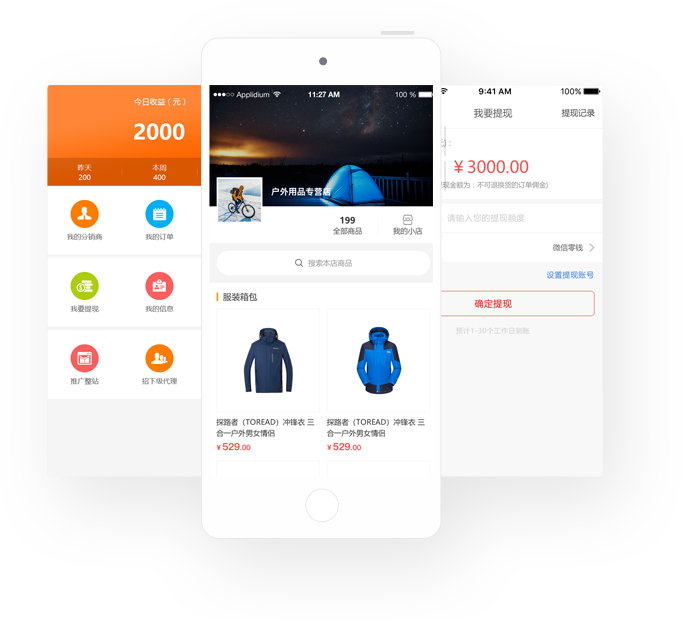 今日收益（元）
2000
昨天
200
本周
400
我的分销商
我的订单
我要提现
我的信息
推广整站
招下级代理
Applidium
11:27 AM
100 %
户外用品专营店
199
全部商品
我的小店
搜索本店商品
服装箱包
探路者（TOREAD）冲锋衣 三
合一户外男女情侣
¥ 529.00
探路者（TOREAD）冲锋衣 三
合一户外男女情侣
¥ 529.00
9:41 AM
100%
我要提现
提现记录
）：
¥ 3000.00
现金额为：不可退换货的订单佣金)
请输入您的提现额度
微信零钱
设置提现账号
确定提现
预计1-30个工作日到账